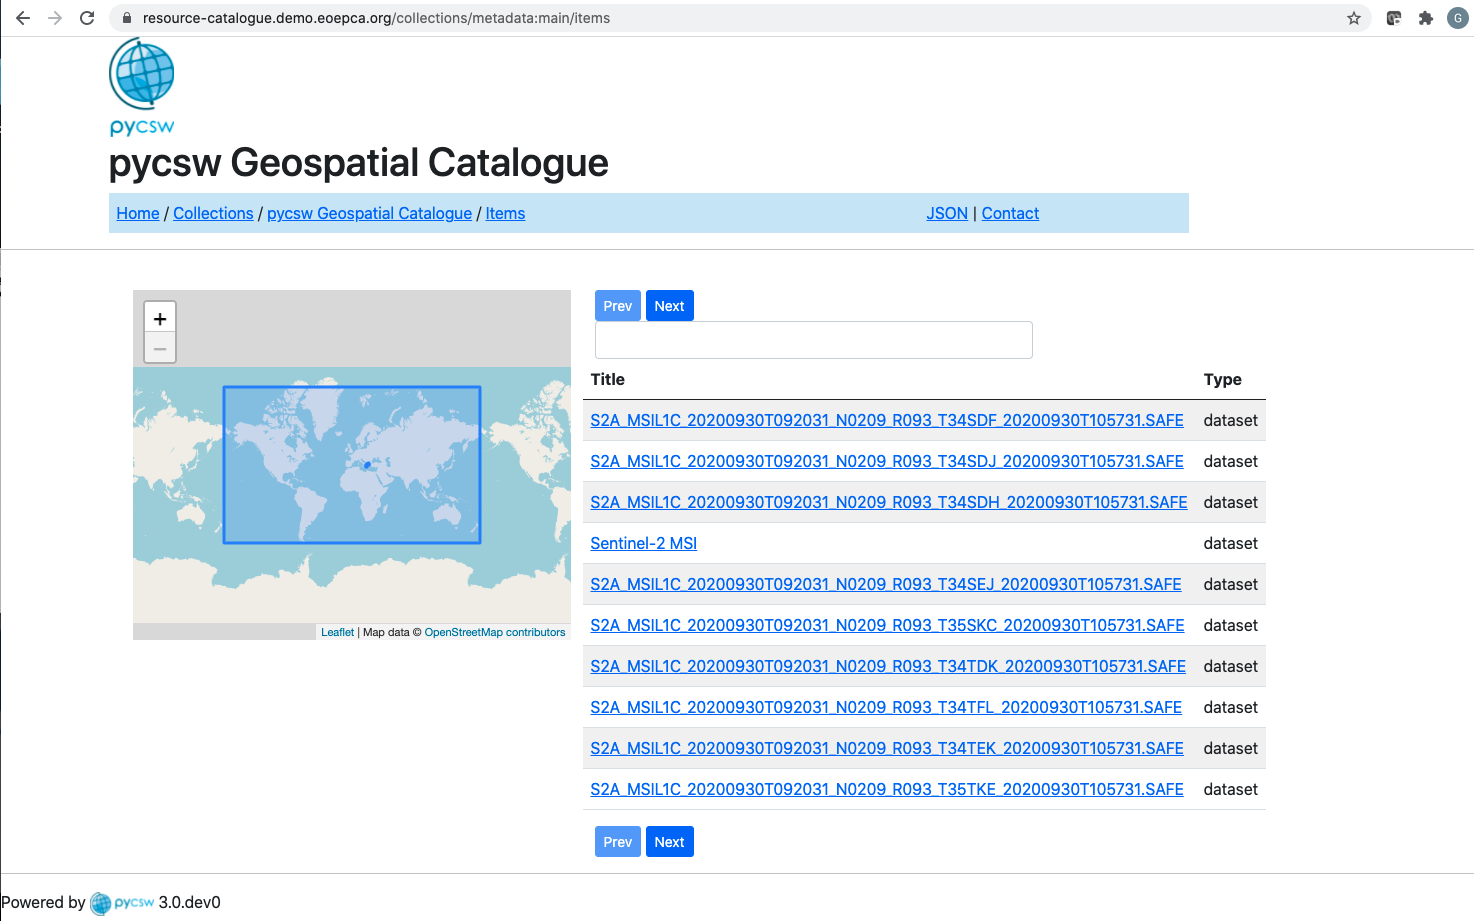 resource-catalogue.demo.eoepca.org/collections/metadata:main/items
G
pycsw
pycsw Geospatial Catalogue
Home / Collections / pycsw Geospatial Catalogue / Items
JSON | Contact
+
−
Leaflet | Map data © OpenStreetMap contributors
Prev Next
Title Type
S2A_MSIL1C_20200930T092031_N0209_R093_T34SDF_20200930T105731.SAFE dataset
S2A_MSIL1C_20200930T092031_N0209_R093_T34SDJ_20200930T105731.SAFE dataset
S2A_MSIL1C_20200930T092031_N0209_R093_T34SDH_20200930T105731.SAFE dataset
Sentinel-2 MSI dataset
S2A_MSIL1C_20200930T092031_N0209_R093_T34SEJ_20200930T105731.SAFE dataset
S2A_MSIL1C_20200930T092031_N0209_R093_T35SKC_20200930T105731.SAFE dataset
S2A_MSIL1C_20200930T092031_N0209_R093_T34TDK_20200930T105731.SAFE dataset
S2A_MSIL1C_20200930T092031_N0209_R093_T34TFL_20200930T105731.SAFE dataset
S2A_MSIL1C_20200930T092031_N0209_R093_T34TEK_20200930T105731.SAFE dataset
S2A_MSIL1C_20200930T092031_N0209_R093_T35TKE_20200930T105731.SAFE dataset
Prev Next
Powered by pycsw 3.0.dev0